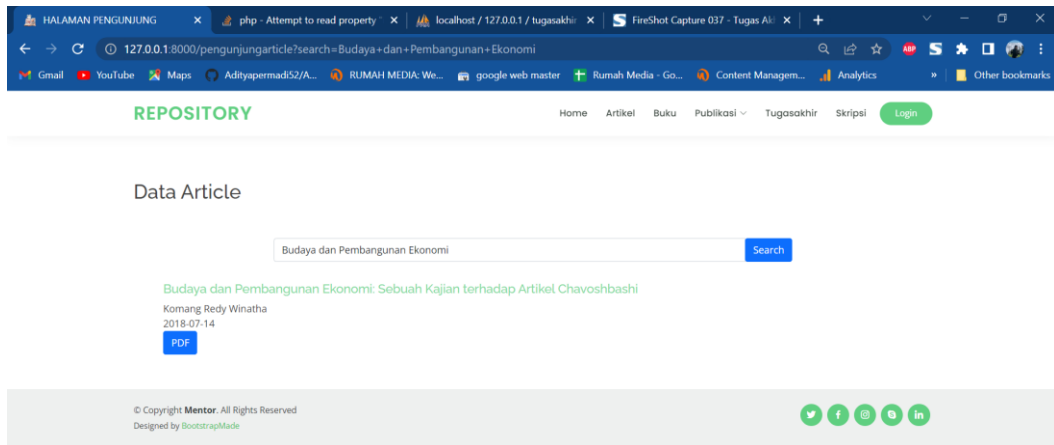 HALAMAN PENGUNJUNG
php - Attempt to read property "
localhost / 127.0.0.1 / tugasakhir
FireShot Capture 037 - Tugas Ak
127.0.0.1:8000/pengunjungarticle?search=Budaya+dan+Pembangunan+Ekonomi
Gmail YouTube Maps Adityapermadi52/A... RUMAH MEDIA: We... google web master Rumah Media - Go... Content Managem... Analytics » Other bookmarks
REPOSITORY
Home Artikel Buku Publikasi Tugasakhir Skripsi Login
Data Article
Budaya dan Pembangunan Ekonomi Search
Budaya dan Pembangunan Ekonomi: Sebuah Kajian terhadap Artikel Chavoshbashi
Komang Redy Winatha
2018-07-14
PDF
© Copyright Mentor. All Rights Reserved
Designed by BootstrapMade